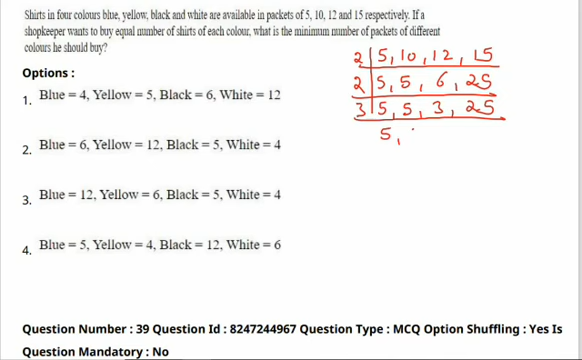 Shirts in four colours blue, yellow, black and white are available in packets of 5, 10, 12 and 15 respectively. If a
shopkeeper wants to buy equal number of shirts of each colour, what is the minimum number of packets of different
colours he should buy?
Options :
1. Blue = 4, Yellow = 5, Black = 6, White = 12
2. Blue = 6, Yellow = 12, Black = 5, White = 4
3. Blue = 12, Yellow = 6, Black = 5, White = 4
4. Blue = 5, Yellow = 4, Black = 12, White = 6
2 | 5, 10, 12, 15
2 | 5, 5, 6, 25
3 | 5, 5, 3, 25
5,
Question Number : 39 Question Id : 8247244967 Question Type : MCQ Option Shuffling : Yes Is
Question Mandatory : No